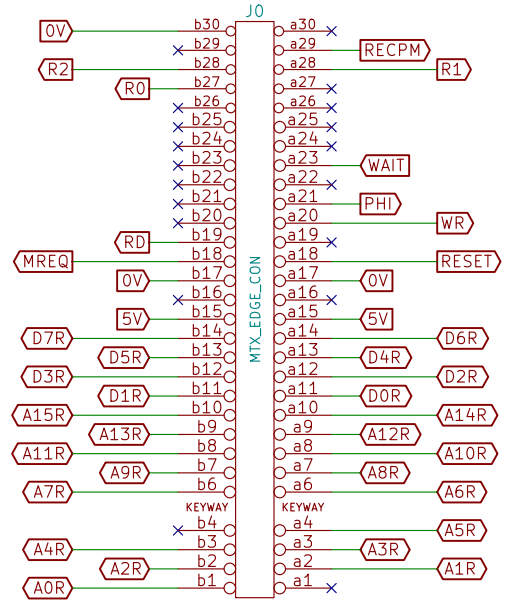 J0
0V b30 a30
b29 a29 RECPM
R2 b28 a28 R1
R0 b27 a27
b26 a26
b25 a25
b24 a24
b23 a23 WAIT
b22 a22
b21 a21 PHI
b20 a20 WR
RD b19 a19
MREQ b18 a18 RESET
0V b17 a17 0V
b16 a16
5V b15 a15 5V
D7R b14 a14 D6R
D5R b13 a13 D4R
D3R b12 a12 D2R
D1R b11 a11 D0R
A15R b10 a10 A14R
A13R b9 a9 A12R
A11R b8 a8 A10R
A9R b7 a7 A8R
A7R b6 a6 A6R
KEYWAY KEYWAY
b4 a4 A5R
A4R b3 a3 A3R
A2R b2 a2 A1R
A0R b1 a1
MTX_EDGE_CON